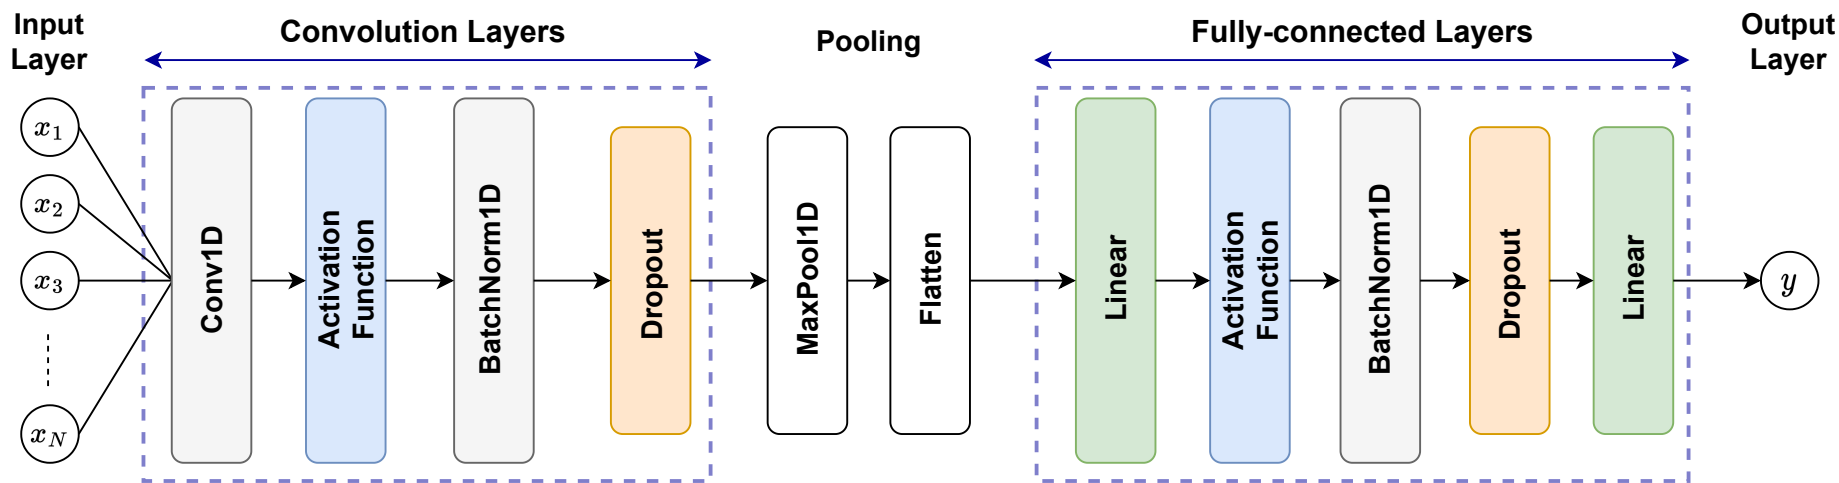 Input
Layer
Convolution Layers
Pooling
Fully-connected Layers
Output
Layer
x₁
x₂
x₃
x_N
Conv1D
Activation
Function
BatchNorm1D
Dropout
MaxPool1D
Flatten
Linear
Activation
Function
BatchNorm1D
Dropout
Linear
y